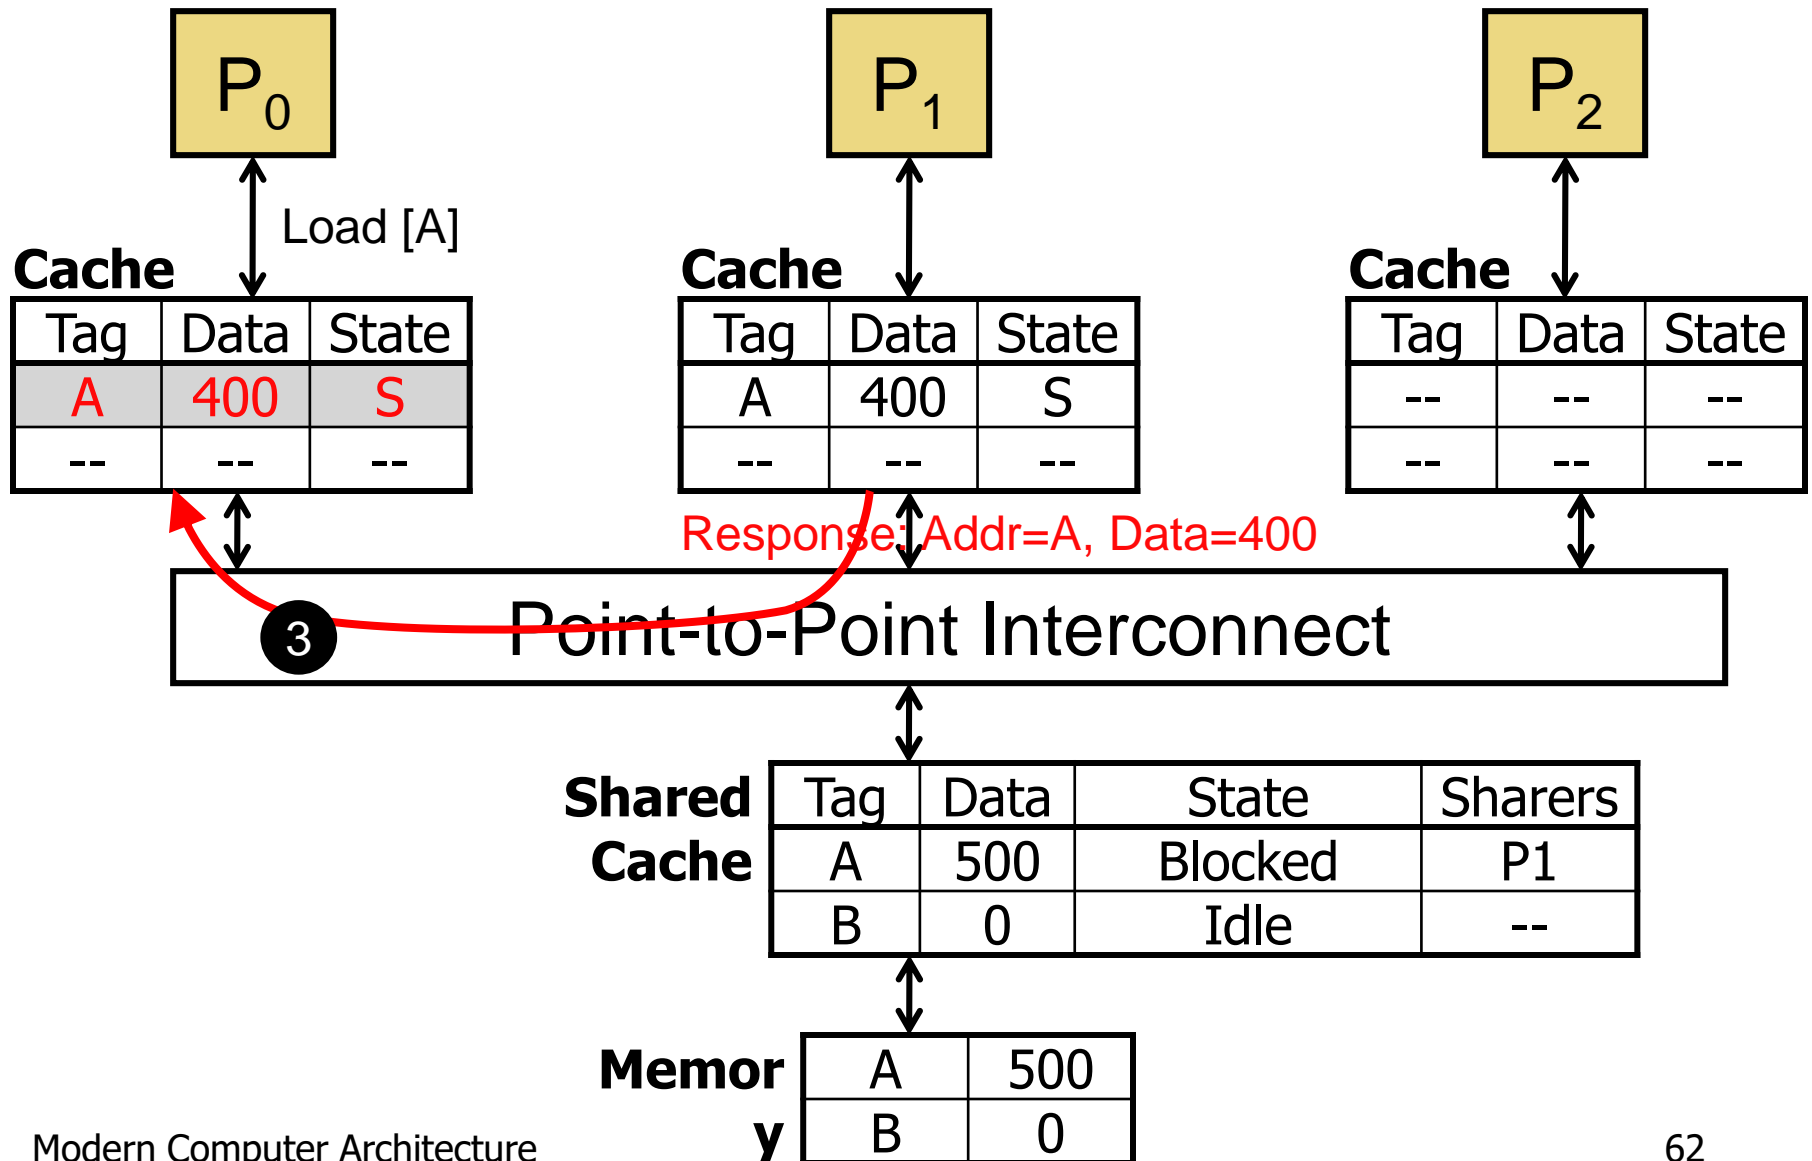 P0 P1 P2
Load [A]
Cache Cache Cache
Tag Data State Tag Data State Tag Data State
A 400 S A 400 S -- -- --
-- -- -- -- -- -- -- -- --
Response: Addr=A, Data=400
3 Point-to-Point Interconnect
Shared Tag Data State Sharers
Cache A 500 Blocked P1
B 0 Idle --
Memor A 500
y B 0
Modern Computer Architecture 62